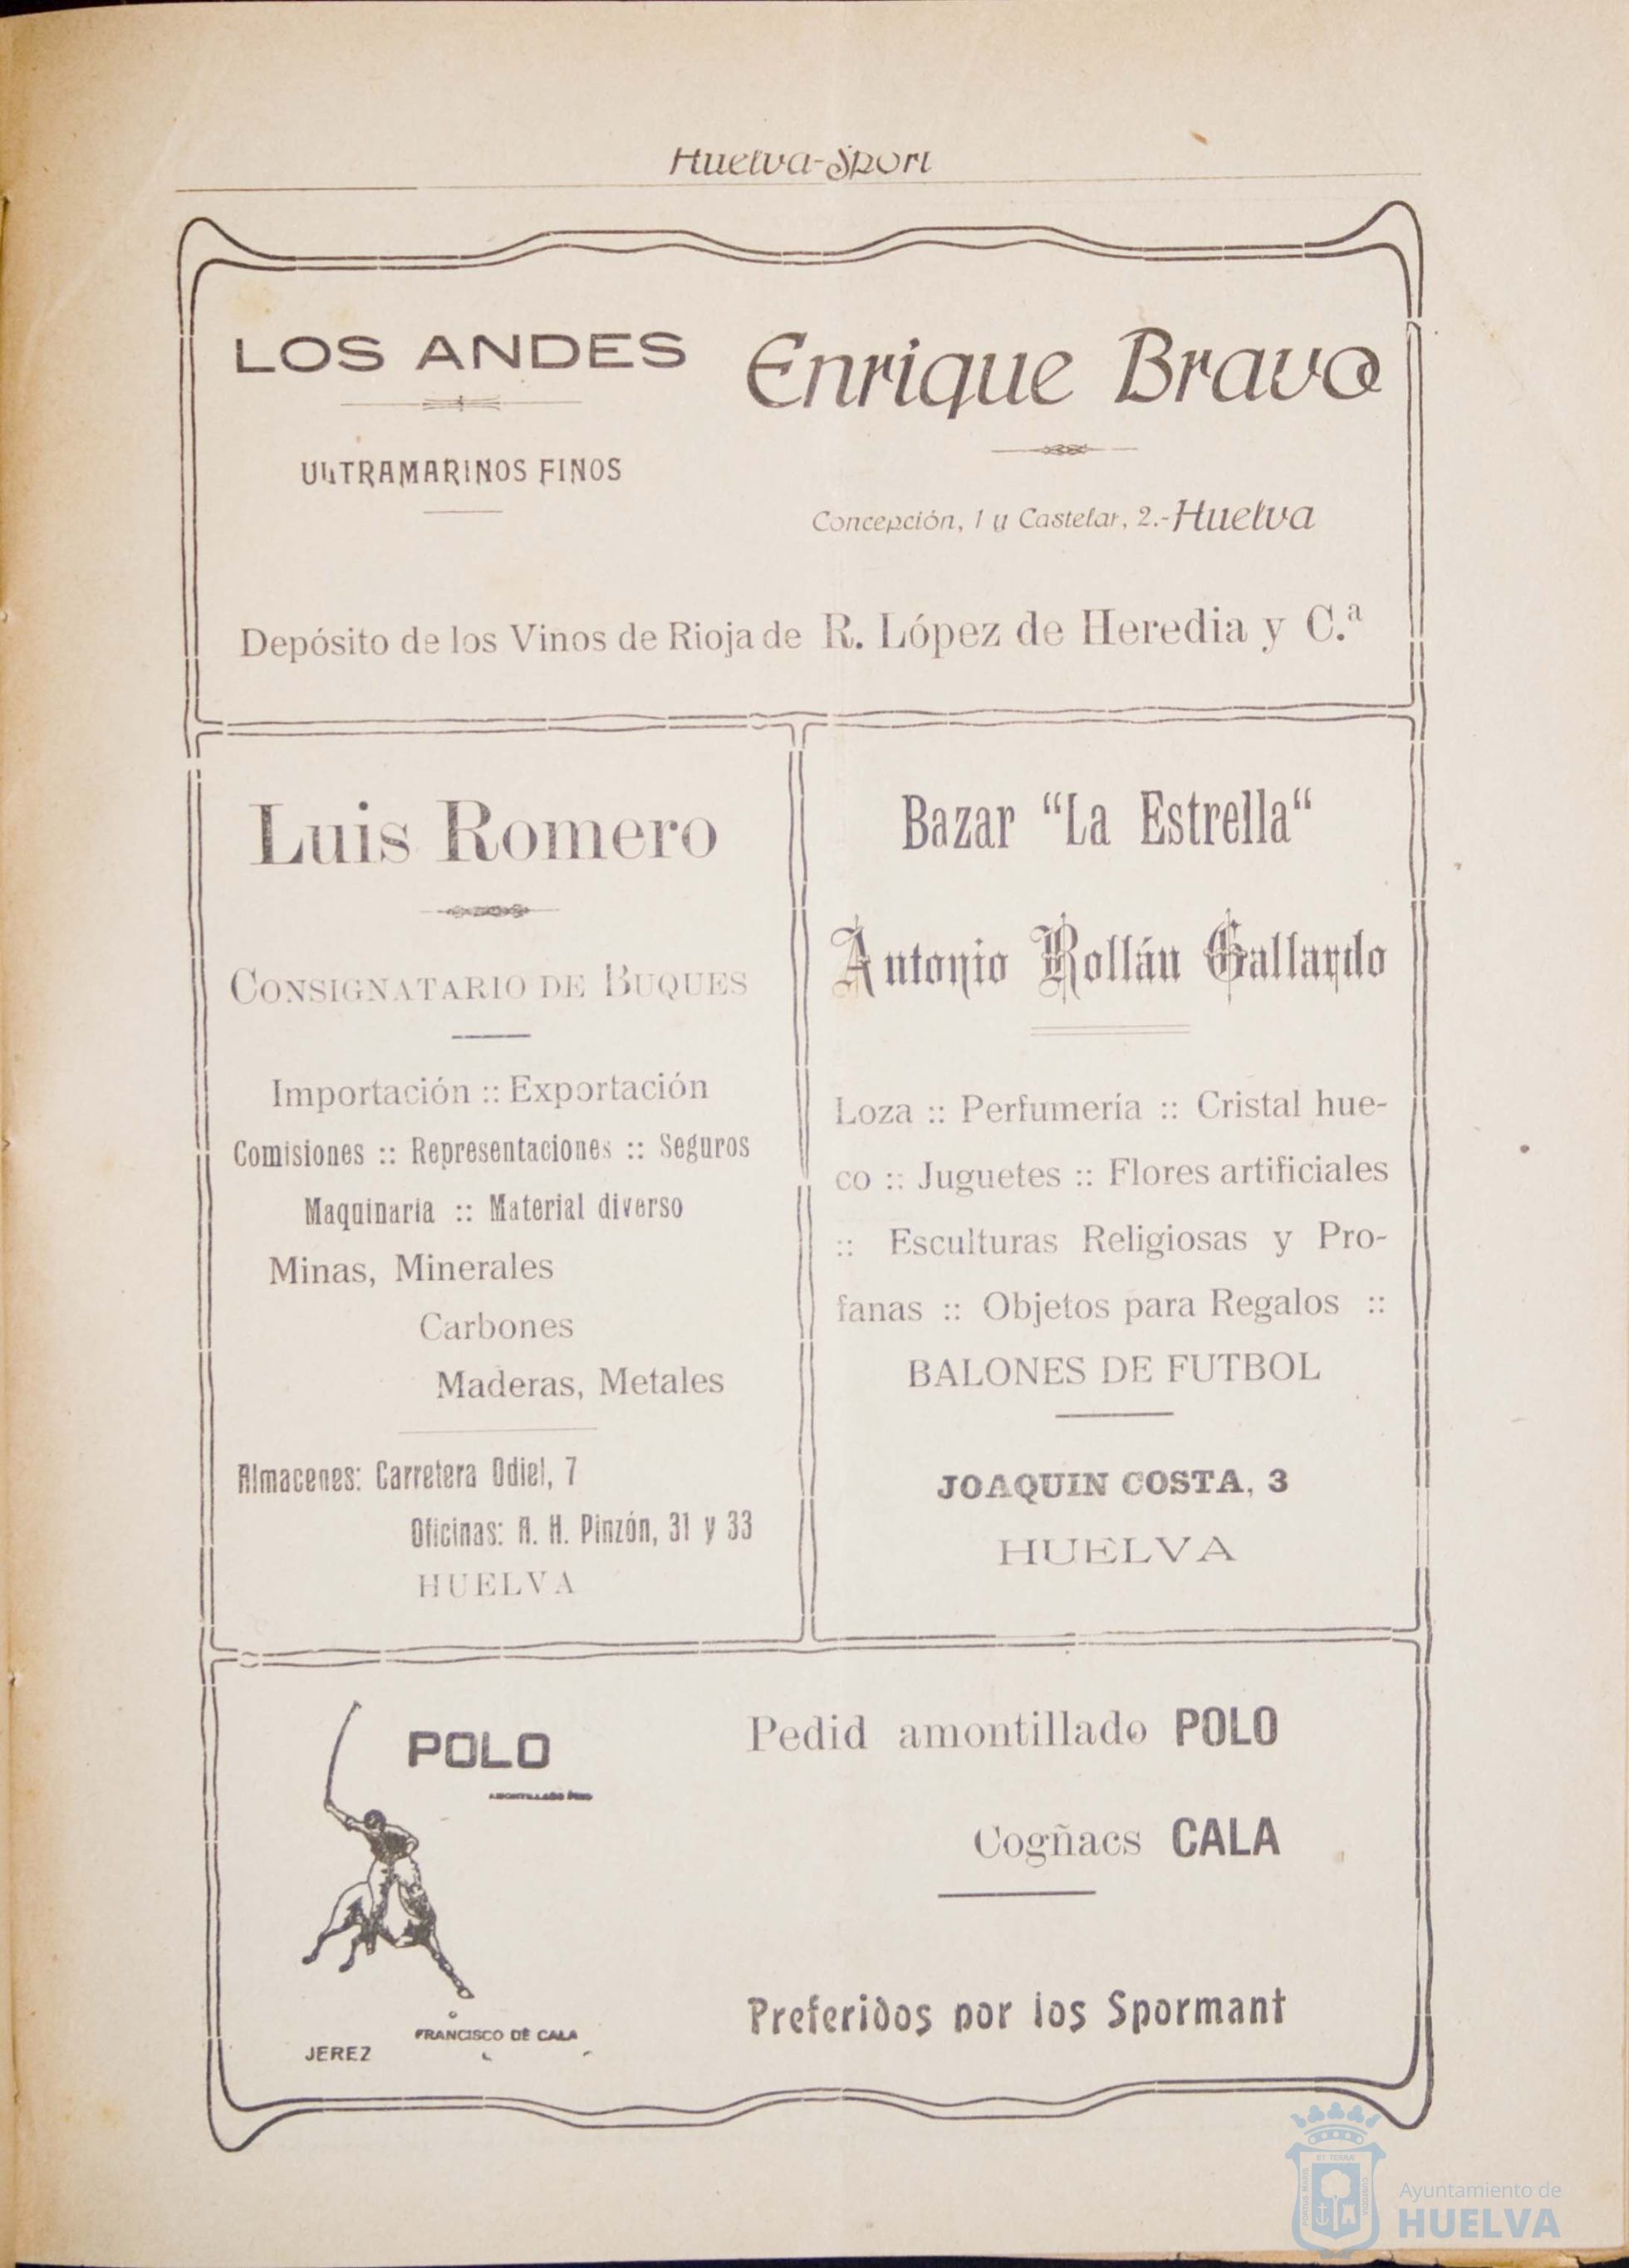 Huelva-Sport
LOS ANDES
ULTRAMARINOS FINOS
Enrique Bravo
Concepción, 1 y Castelar, 2.-Huelva
Depósito de los Vinos de Rioja de R. López de Heredia y C.ª
Luis Romero
CONSIGNATARIO DE BUQUES
Importación :: Exportación
Comisiones :: Representaciones :: Seguros
Maquinaria :: Material diverso
Minas, Minerales
Carbones
Maderas, Metales
Almacenes: Carretera Odiel, 7
Oficinas: A. H. Pinzón, 31 y 33
HUELVA
Bazar “La Estrella“
Antonio Rollán Gallardo
Loza :: Perfumería :: Cristal hue-
co :: Juguetes :: Flores artificiales
:: Esculturas Religiosas y Pro-
fanas :: Objetos para Regalos ::
BALONES DE FUTBOL
JOAQUIN COSTA, 3
HUELVA
POLO
AMONTILLADO FINO
FRANCISCO DE CALA
JEREZ
Pedid amontillado POLO
Cogñacs CALA
Preferidos por los Spormant
Ayuntamiento de
HUELVA